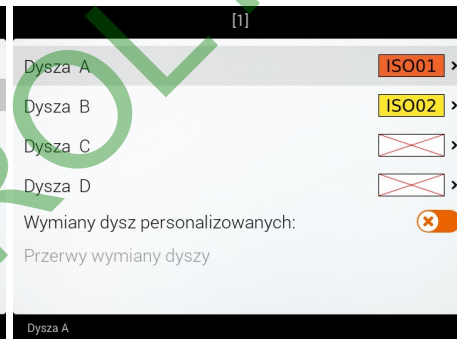 [1]
Dysza A ISO01
Dysza B ISO02
Dysza C
Dysza D
Wymiany dysz personalizowanych:
Przerwy wymiany dyszy
Dysza A